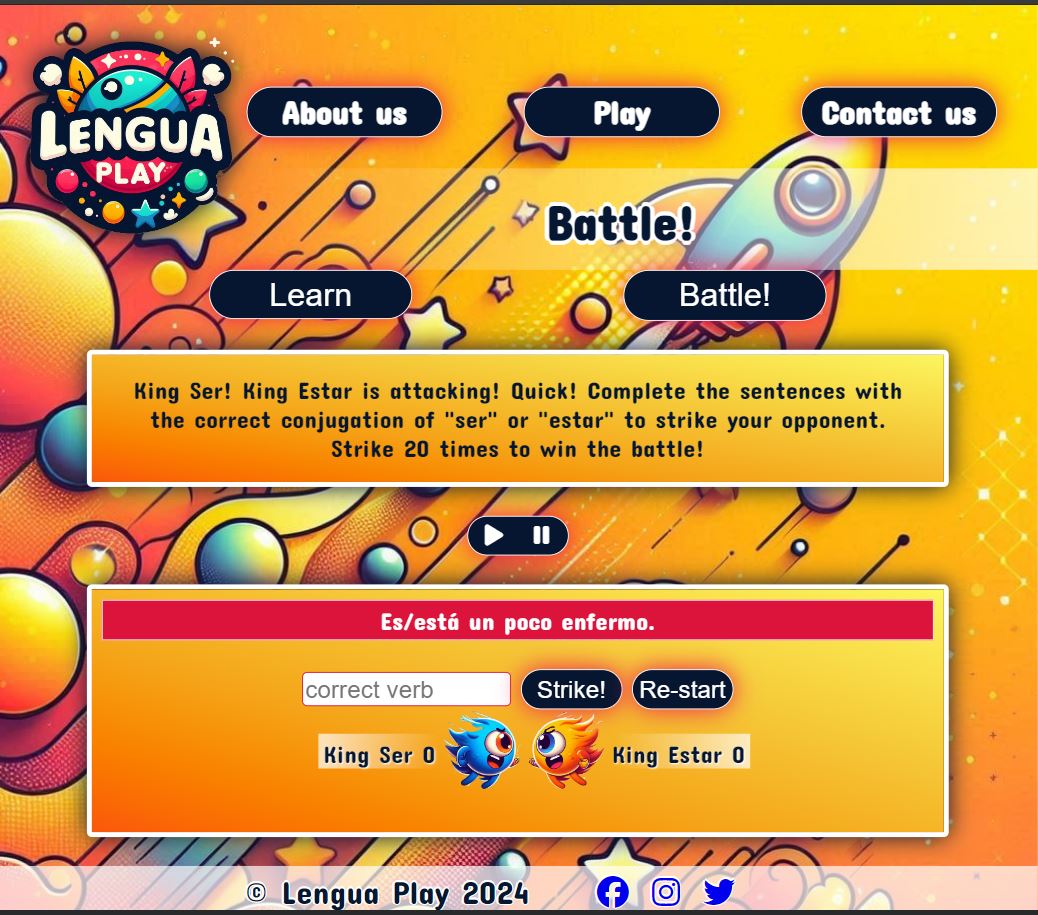 LENGUA
PLAY
About us
Play
Contact us
Battle!
Learn
Battle!
King Ser! King Estar is attacking! Quick! Complete the sentences with
the correct conjugation of "ser" or "estar" to strike your opponent.
Strike 20 times to win the battle!
Es/está un poco enfermo.
correct verb
Strike!
Re-start
King Ser 0
King Estar 0
© Lengua Play 2024